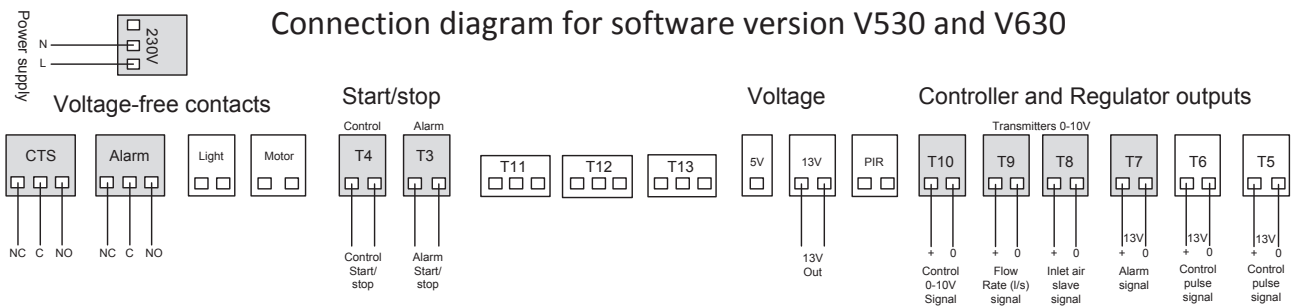 Connection diagram for software version V530 and V630
Power supply
N
L
230V
Voltage-free contacts
Start/stop
Voltage
Controller and Regulator outputs
Control
Alarm
Transmitters 0-10V
CTS
Alarm
Light
Motor
T4
T3
T11
T12
T13
5V
13V
PIR
T10
T9
T8
T7
T6
T5
NC C NO
NC C NO
Control
Start/
stop
Alarm
Start/
stop
13V
Out
+ 0
Control
0-10V
Signal
+ 0
Flow
Rate (l/s)
signal
+ 0
Inlet air
slave
signal
13V
+ 0
Alarm
signal
13V
+ 0
Control
pulse
signal
13V
+ 0
Control
pulse
signal